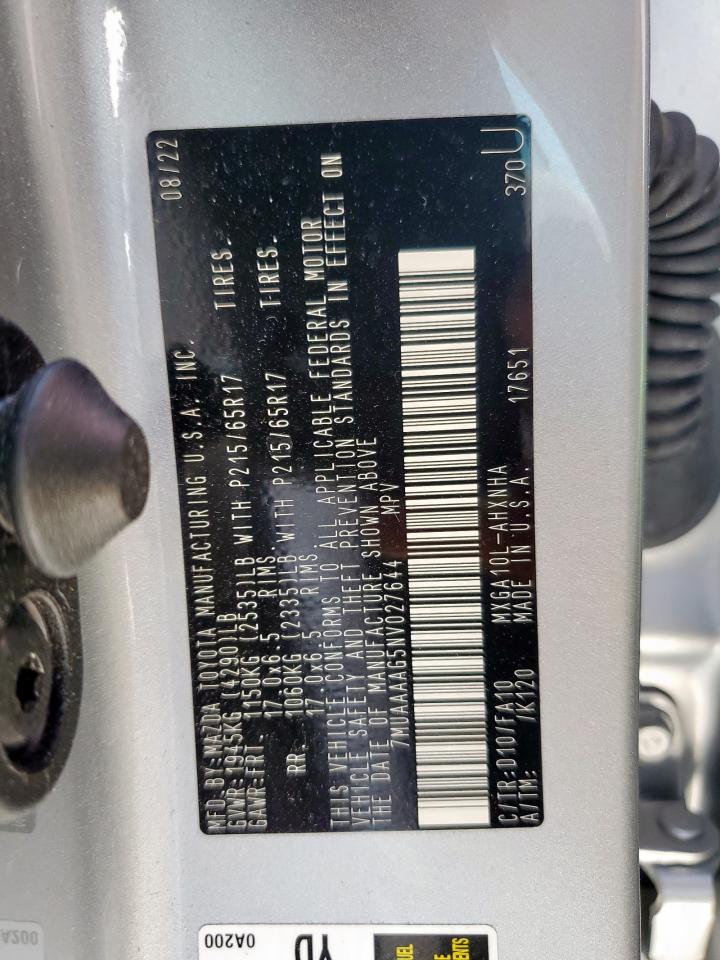 MFD.BY:MAZDA TOYOTA MANUFACTURING U.S.A. INC. 08/22
GVWR:1945KG (4290)LB
GAWR:FRT. 1150KG (2535)LB WITH P215/65R17 TIRES.
17.0X6.5 RIMS.
RR. 1060KG (2335)LB WITH P215/65R17 TIRES.
17.0X6.5 RIMS
THIS VEHICLE CONFORMS TO ALL APPLICABLE FEDERAL MOTOR
VEHICLE SAFETY AND THEFT PREVENTION STANDARDS IN EFFECT ON
THE DATE OF MANUFACTURE SHOWN ABOVE
7MUAAAAG5NV027644 MPV
C/TR:D10/FA10 MXGA10L-AHXNHA 17651 370 U
A/TM: /K120 MADE IN U.S.A.
0A200
YD
A200